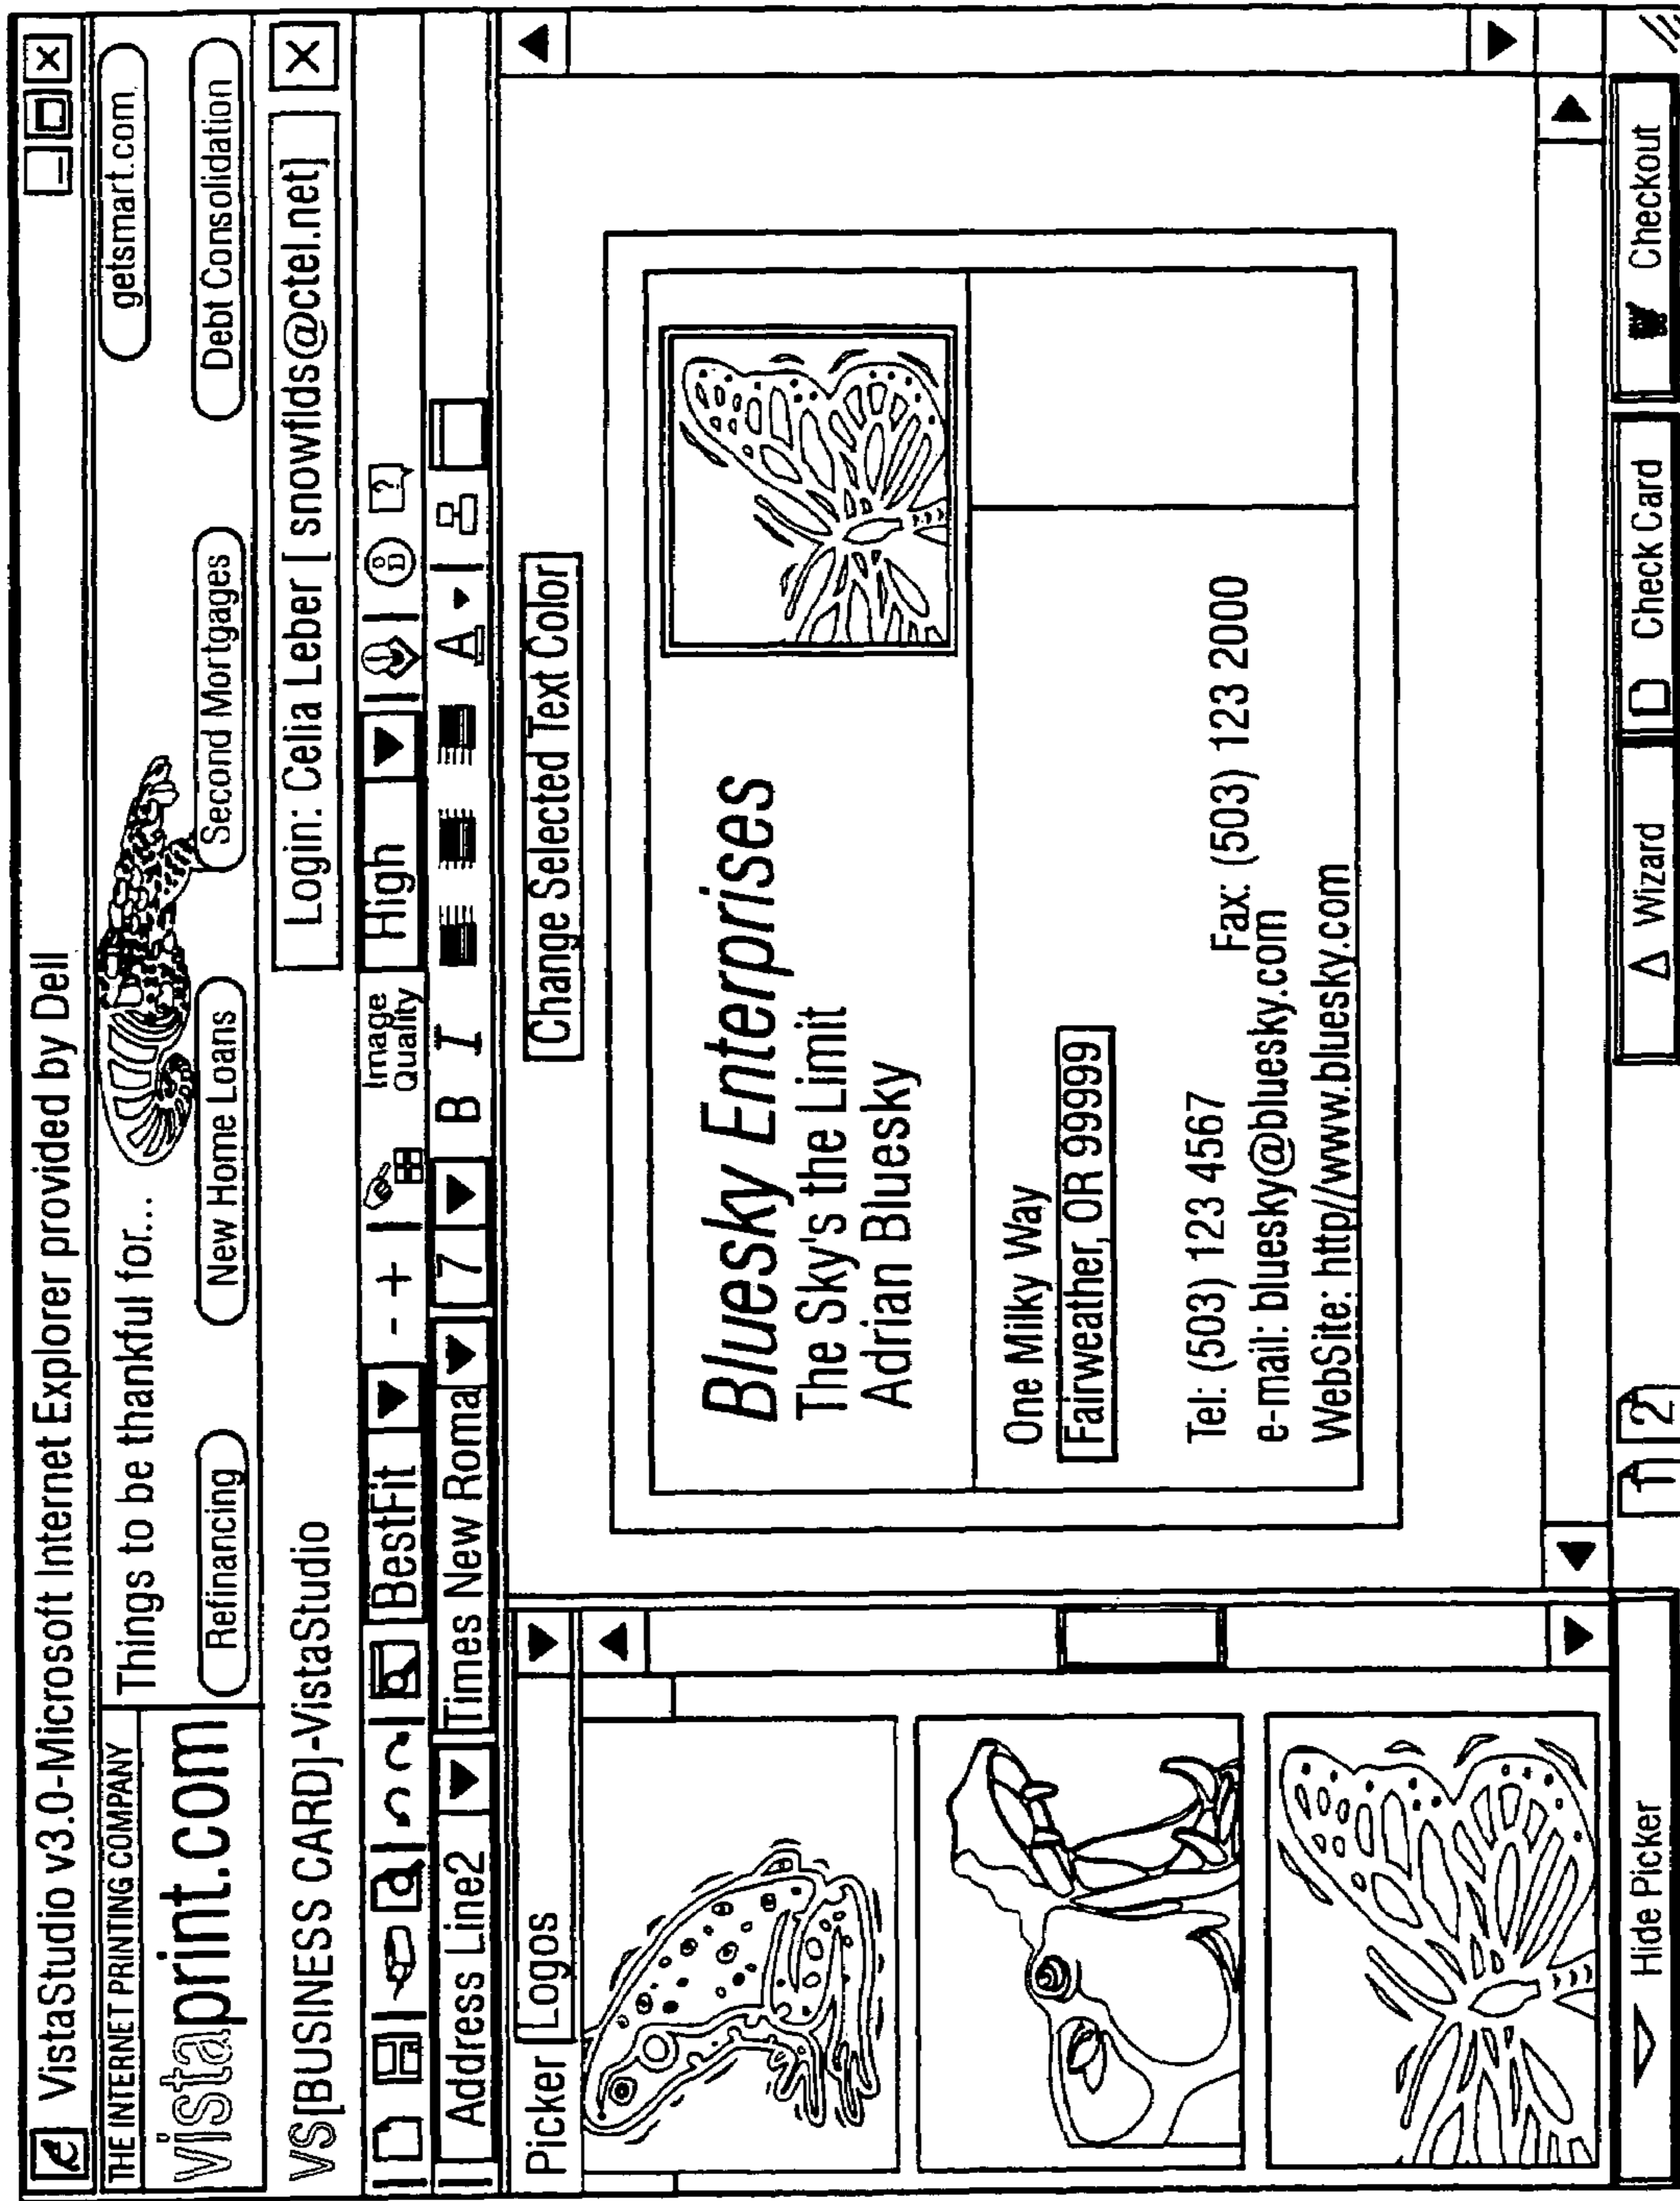 VistaStudio v3.0-Microsoft Internet Explorer provided by Dell
THE INTERNET PRINTING COMPANY
vistaprint.com
Things to be thankful for...
getsmart.com
Refinancing
New Home Loans
Second Mortgages
Debt Consolidation
VS[BUSINESS CARD]-VistaStudio
Login: Celia Leber [ snowflds@ctel.net]
BestFit
- +
Image
Quality
High
?
Address Line2
Times New Roma
7
B I
A
Picker
Logos
Change Selected Text Color
Bluesky Enterprises
The Sky's the Limit
Adrian Bluesky
One Milky Way
Fairweather, OR 99999
Tel: (503) 123 4567
Fax: (503) 123 2000
e-mail: bluesky@bluesky.com
WebSite: http//www.bluesky.com
Hide Picker
1 2
Wizard
Check Card
Checkout